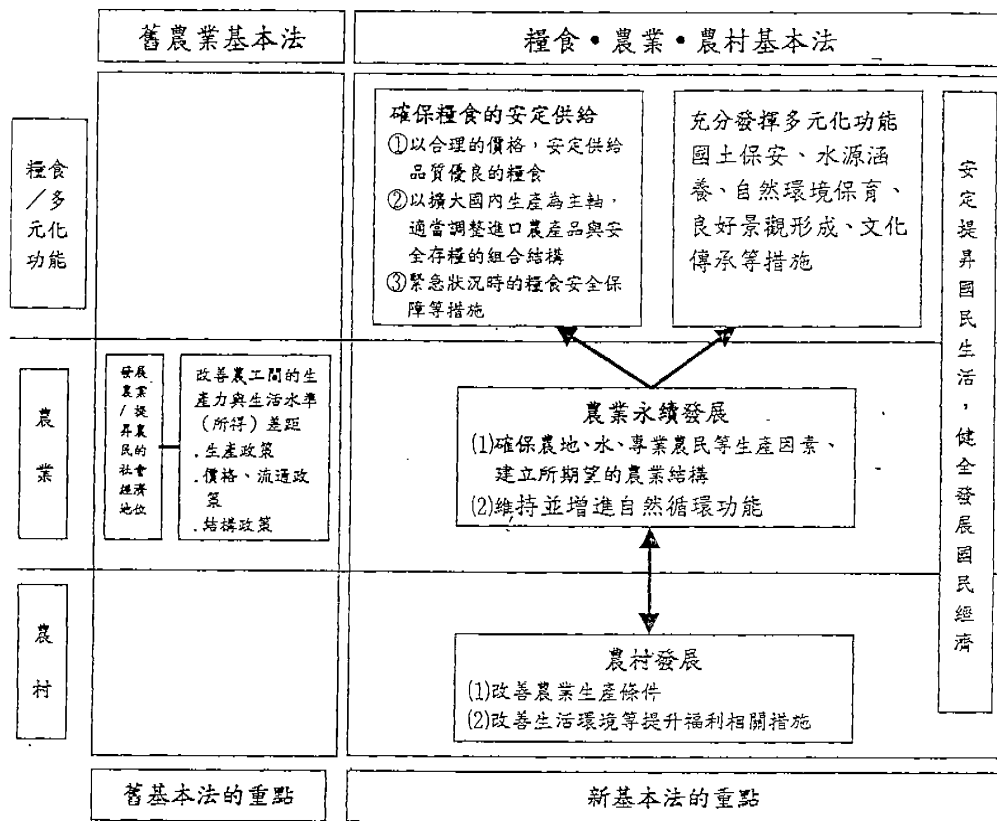 舊農業基本法
糧食•農業•農村基本法
糧食
/多
元化
功能
確保糧食的安定供給
①以合理的價格，安定供給
品質優良的糧食
②以擴大國內生產為主軸，
適當調整進口農產品與安
全存糧的組合結構
③緊急狀況時的糧食安全保
障等措施
充分發揮多元化功能
國土保安、水源涵
養、自然環境保育、
良好景觀形成、文化
傳承等措施
安定提昇國民生活，健全發展國民經濟
農業
發展
農業
/提
昇農
民的
社會
經濟
地位
改善農工間的生
產力與生活水準
（所得）差距
.生產政策
.價格、流通政
策
.結構政策
農業永續發展
(1)確保農地、水、專業農民等生產因素、
建立所期望的農業結構
(2)維持並增進自然循環功能
農村
農村發展
(1)改善農業生產條件
(2)改善生活環境等提升福利相關措施
舊基本法的重點
新基本法的重點